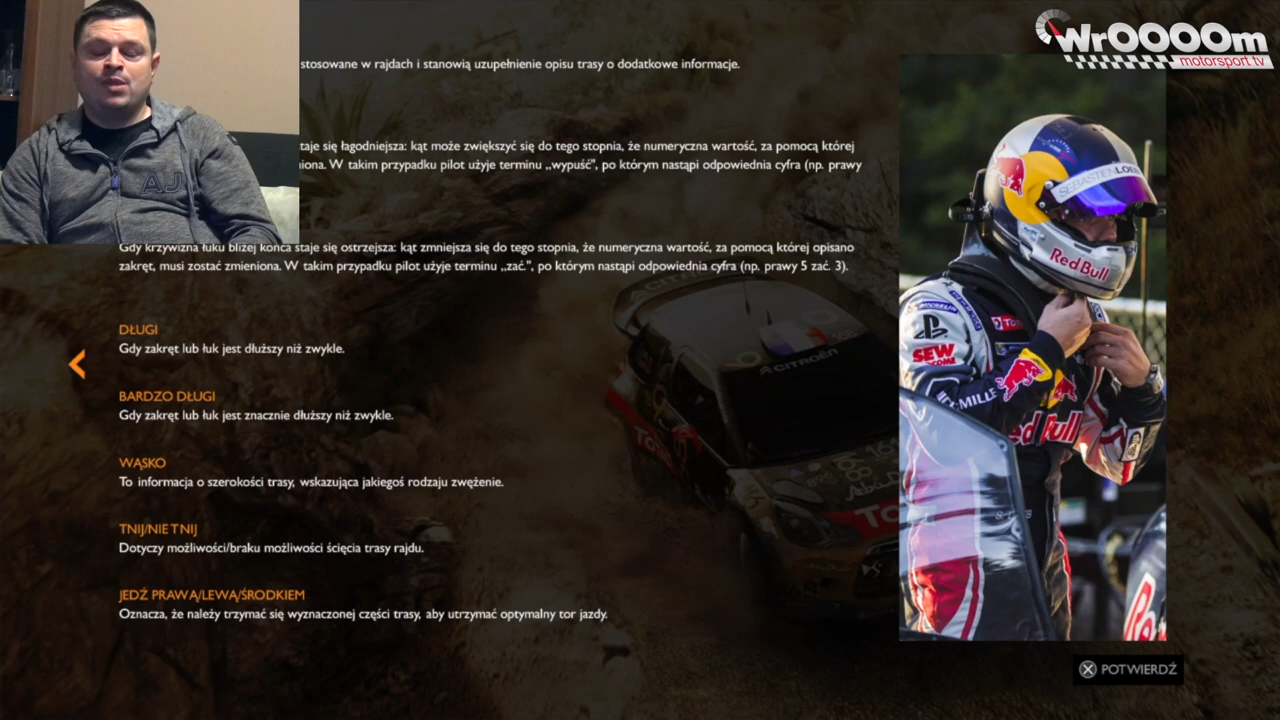 WrOOOOm
motorsport.tv
stosowane w rajdach i stanowią uzupełnienie opisu trasy o dodatkowe informacje.
taje się łagodniejsza: kąt może zwiększyć się do tego stopnia, że numeryczna wartość, za pomocą której
iona. W takim przypadku pilot użyje terminu „wypuść", po którym nastąpi odpowiednia cyfra (np. prawy
Gdy krzywizna łuku bliżej końca staje się ostrzejsza: kąt zmniejsza się do tego stopnia, że numeryczna wartość, za pomocą której opisano
zakręt, musi zostać zmieniona. W takim przypadku pilot użyje terminu „zać.", po którym nastąpi odpowiednia cyfra (np. prawy 5 zać. 3).
DŁUGI
Gdy zakręt lub łuk jest dłuższy niż zwykle.
BARDZO DŁUGI
Gdy zakręt lub łuk jest znacznie dłuższy niż zwykle.
WĄSKO
To informacja o szerokości trasy, wskazująca jakiegoś rodzaju zwężenie.
TNIJ/NIE TNIJ
Dotyczy możliwości/braku możliwości ścięcia trasy rajdu.
JEDŹ PRAWĄ/LEWĄ/ŚRODKIEM
Oznacza, że należy trzymać się wyznaczonej części trasy, aby utrzymać optymalny tor jazdy.
POTWIERDŹ
AJ
SEBASTIEN LOEB
Red Bull
SEW
Red Bull
CITROËN